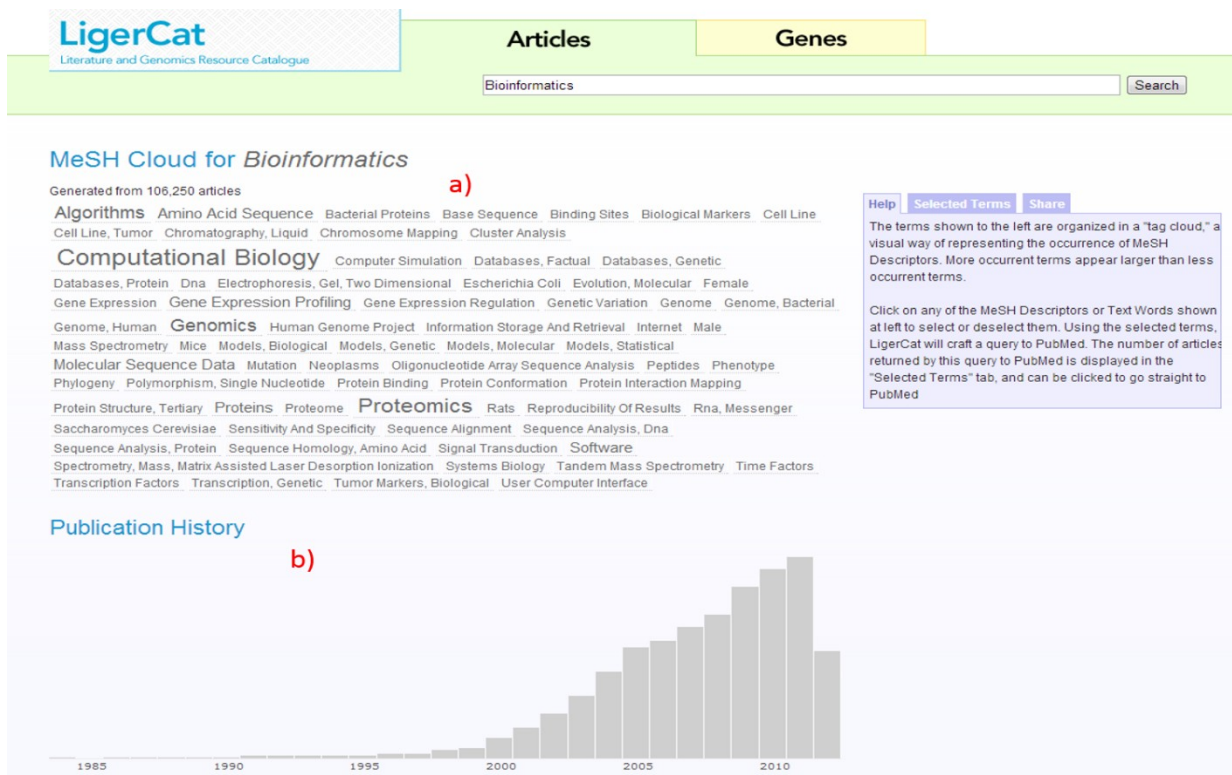 LigerCat
Literature and Genomics Resource Catalogue
Articles
Genes
Bioinformatics
Search
MeSH Cloud for Bioinformatics
Generated from 106,250 articles
a)
Algorithms Amino Acid Sequence Bacterial Proteins Base Sequence Binding Sites Biological Markers Cell Line
Cell Line, Tumor Chromatography, Liquid Chromosome Mapping Cluster Analysis
Computational Biology Computer Simulation Databases, Factual Databases, Genetic
Databases, Protein Dna Electrophoresis, Gel, Two Dimensional Escherichia Coli Evolution, Molecular Female
Gene Expression Gene Expression Profiling Gene Expression Regulation Genetic Variation Genome Genome, Bacterial
Genome, Human Genomics Human Genome Project Information Storage And Retrieval Internet Male
Mass Spectrometry Mice Models, Biological Models, Genetic Models, Molecular Models, Statistical
Molecular Sequence Data Mutation Neoplasms Oligonucleotide Array Sequence Analysis Peptides Phenotype
Phylogeny Polymorphism, Single Nucleotide Protein Binding Protein Conformation Protein Interaction Mapping
Protein Structure, Tertiary Proteins Proteome Proteomics Rats Reproducibility Of Results Rna, Messenger
Saccharomyces Cerevisiae Sensitivity And Specificity Sequence Alignment Sequence Analysis, Dna
Sequence Analysis, Protein Sequence Homology, Amino Acid Signal Transduction Software
Spectrometry, Mass, Matrix Assisted Laser Desorption Ionization Systems Biology Tandem Mass Spectrometry Time Factors
Transcription Factors Transcription, Genetic Tumor Markers, Biological User Computer Interface
Help Selected Terms Share
The terms shown to the left are organized in a "tag cloud," a
visual way of representing the occurrence of MeSH
Descriptors. More occurrent terms appear larger than less
occurrent terms.
Click on any of the MeSH Descriptors or Text Words shown
at left to select or deselect them. Using the selected terms,
LigerCat will craft a query to PubMed. The number of articles
returned by this query to PubMed is displayed in the
"Selected Terms" tab, and can be clicked to go straight to
PubMed
Publication History
b)
1985 1990 1995 2000 2005 2010